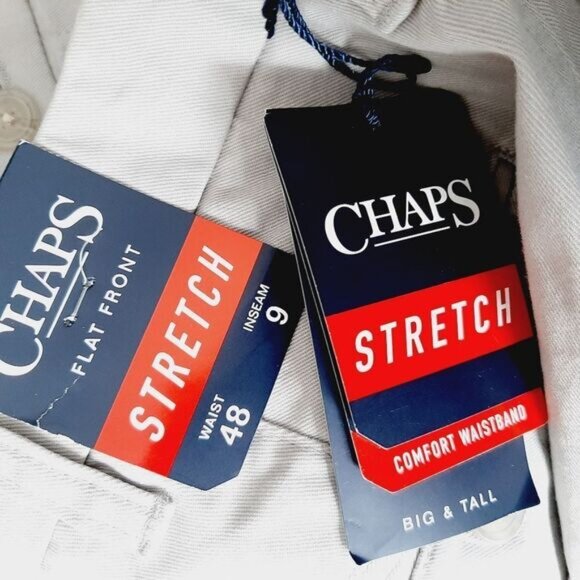 CHAPS
FLAT FRONT
STRETCH
WAIST
48
INSEAM
9
CHAPS
STRETCH
COMFORT WAISTBAND
BIG & TALL